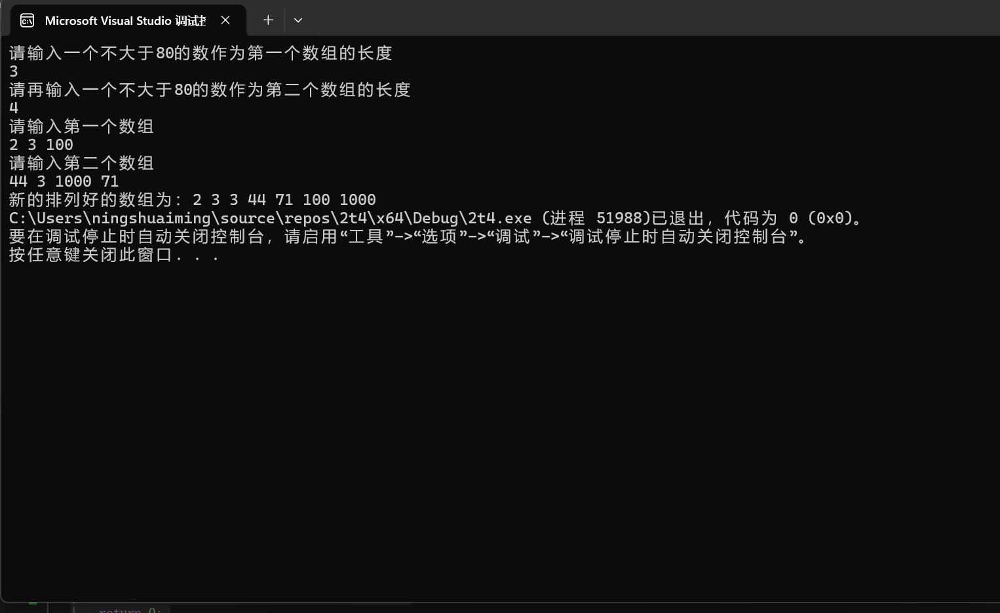 Microsoft Visual Studio 调试
请输入一个不大于80的数作为第一个数组的长度
3
请再输入一个不大于80的数作为第二个数组的长度
4
请输入第一个数组
2 3 100
请输入第二个数组
44 3 1000 71
新的排列好的数组为：2 3 3 44 71 100 1000
C:\Users\ningshuaiming\source\repos\2t4\x64\Debug\2t4.exe (进程 51988)已退出，代码为 0 (0x0)。
要在调试停止时自动关闭控制台，请启用“工具”->“选项”->“调试”->“调试停止时自动关闭控制台”。
按任意键关闭此窗口. . .
return 0;